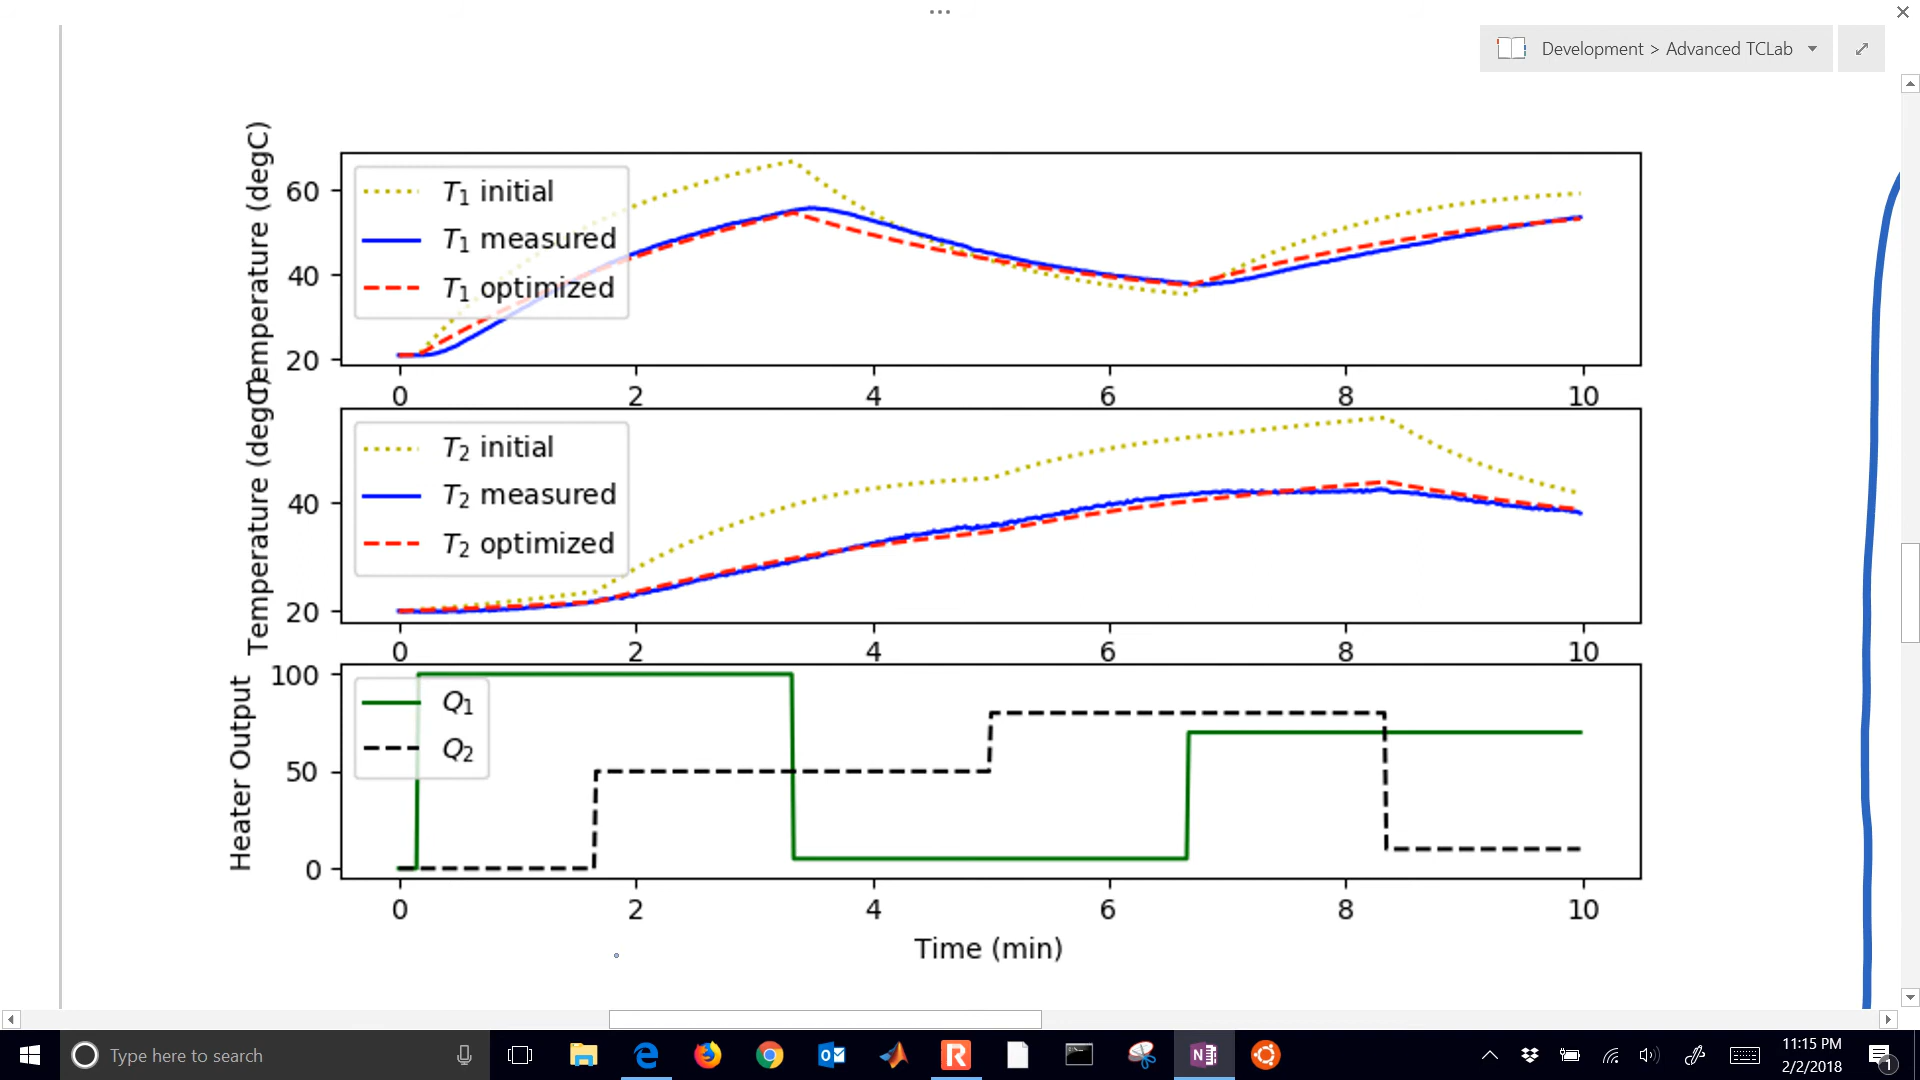 Development > Advanced TCLab
Temperature (degC)
60
40
20
T1 initial
T1 measured
T1 optimized
0 2 4 6 8 10
Temperature (degC)
40
20
T2 initial
T2 measured
T2 optimized
0 2 4 6 8 10
Heater Output
100
50
0
Q1
Q2
0 2 4 6 8 10
Time (min)
Type here to search
11:15 PM
2/2/2018
1